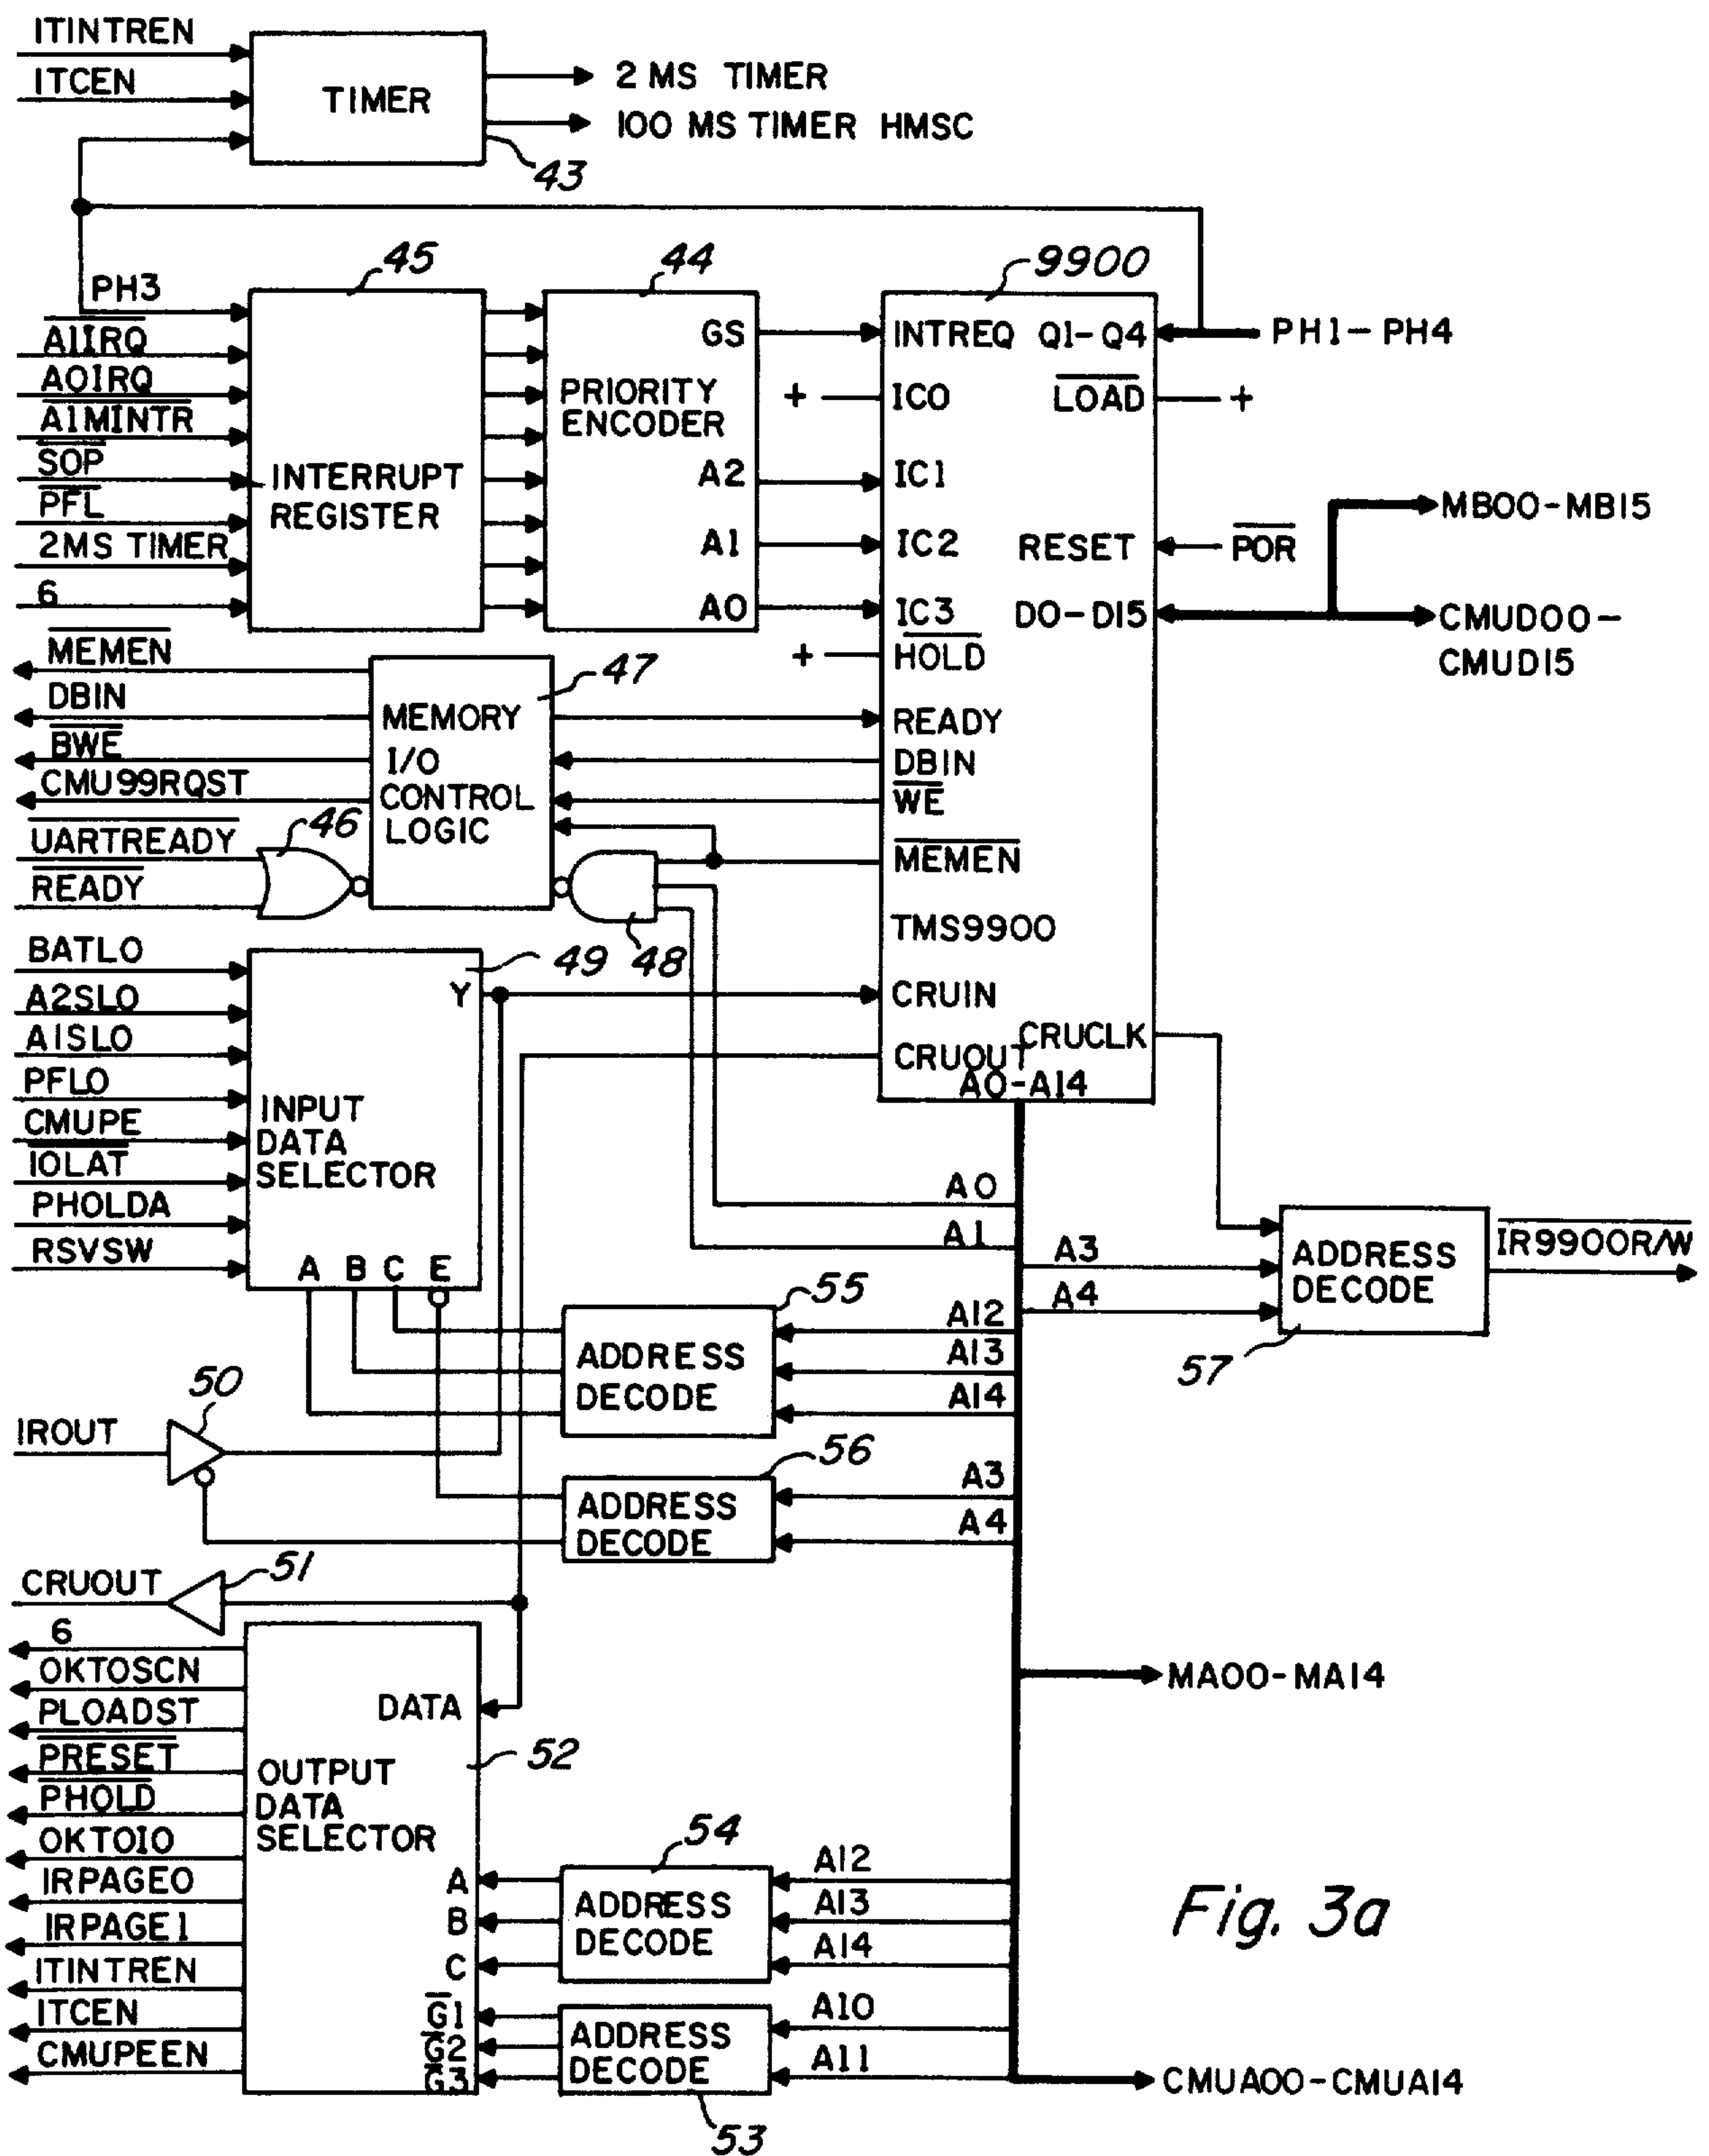 ITINTREN
ITCEN
TIMER
2 MS TIMER
100 MS TIMER HMSC
43
45
44
9900
PH3
A1IRQ
A0IRQ
A1MINTR
SOP
PFL
2MS TIMER
6
INTERRUPT
REGISTER
GS
PRIORITY
ENCODER
A2
A1
A0
INTREQ
Q1-Q4
PH1-PH4
+
IC0
LOAD
+
IC1
IC2
RESET
POR
IC3
D0-D15
MB00-MB15
CMUD00-
CMUD15
+
HOLD
MEMEN
DBIN
BWE
CMU99RQST
UARTREADY
READY
46
47
MEMORY
I/O
CONTROL
LOGIC
48
READY
DBIN
WE
MEMEN
TMS9900
CRUIN
CRUCLK
CRUOUT
A0-A14
BATLO
A2SLO
A1SLO
PFLO
CMUPE
IOLAT
PHOLDA
RSVSW
49
Y
INPUT
DATA
SELECTOR
A B C E
A0
A1
A3
A4
ADDRESS
DECODE
57
IR9900R/W
55
ADDRESS
DECODE
A12
A13
A14
50
IROUT
56
ADDRESS
DECODE
A3
A4
51
CRUOUT
6
OKTOSCN
PLOADST
PRESET
PHOLD
OKTOIO
IRPAGE0
IRPAGE1
ITINTREN
ITCEN
CMUPEEN
DATA
52
OUTPUT
DATA
SELECTOR
A
B
C
G1
G2
G3
MA00-MA14
54
ADDRESS
DECODE
A12
A13
A14
ADDRESS
DECODE
A10
A11
53
CMUA00-CMUA14
Fig. 3a